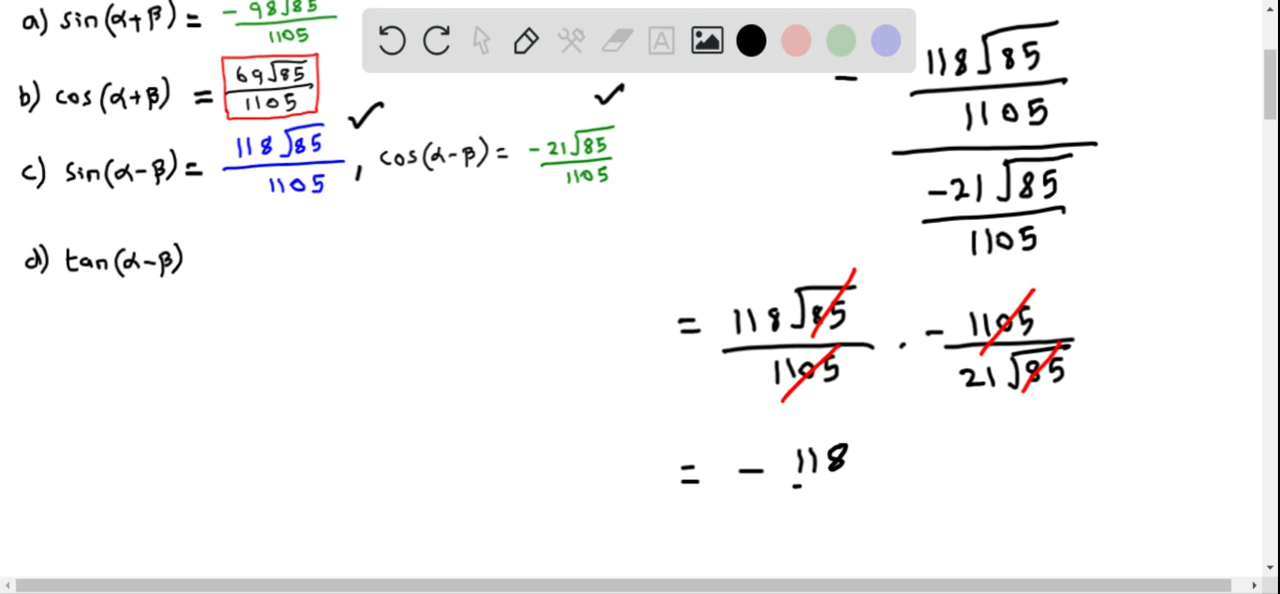 a) sin(α+β) = -98√85/1105
b) cos(α+β) = 69√85/1105
c) sin(α-β) = 118√85/1105, cos(α-β) = -21√85/1105
d) tan(α-β)
= (118√85/1105)/(-21√85/1105)
= 118√85/1105 . - 1105/21√85
= - 118
A